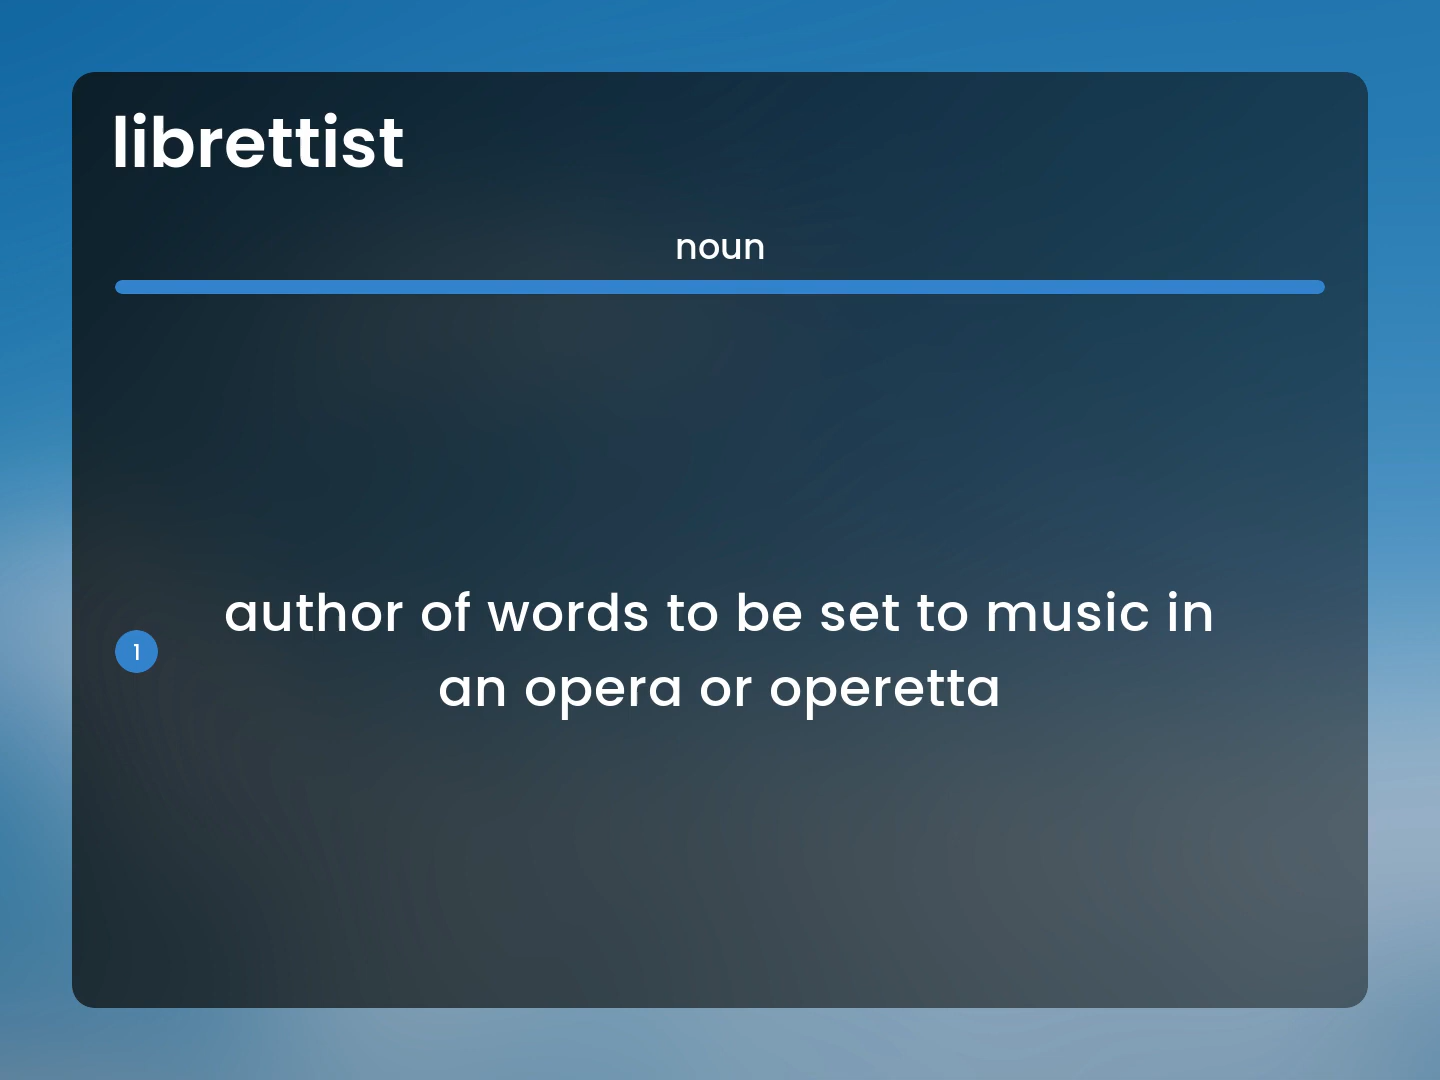 librettist
noun
1
author of words to be set to music in
an opera or operetta